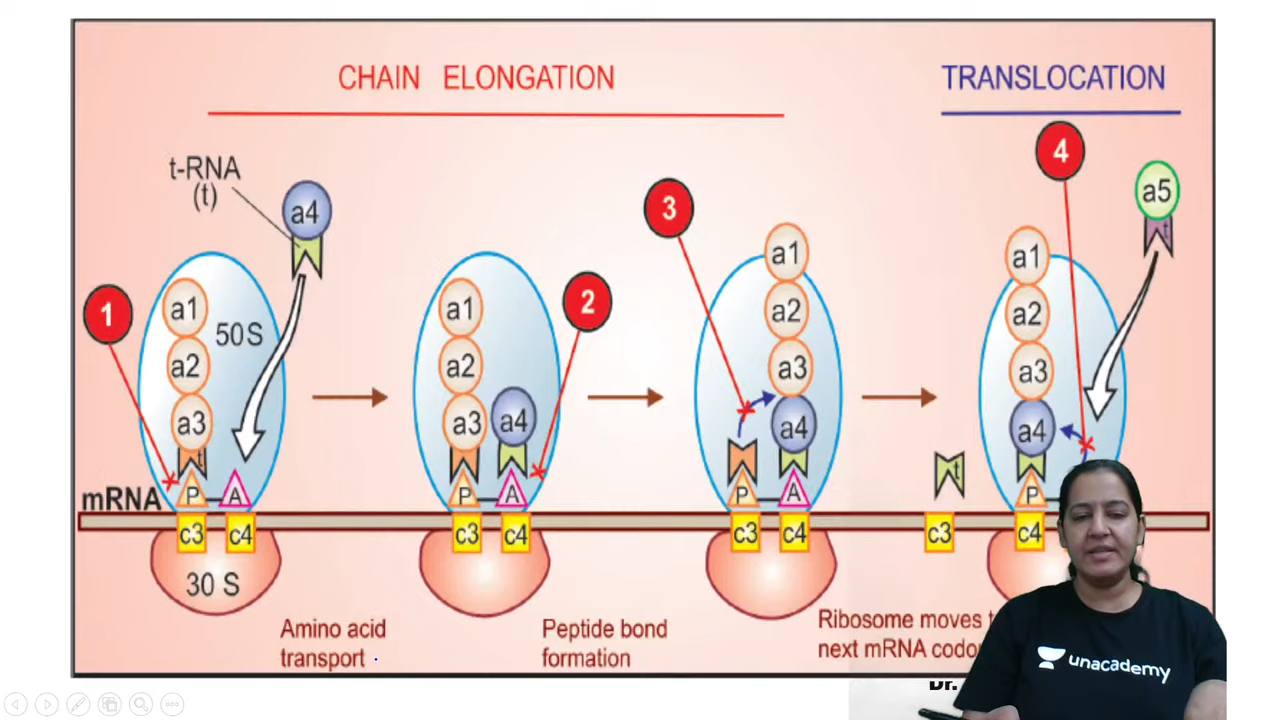 CHAIN ELONGATION
TRANSLOCATION
t-RNA
(t)
a4
1
a1
a2
a3
50 S
t
P
A
mRNA
c3
c4
30 S
Amino acid
transport
2
a1
a2
a3
a4
P
A
c3
c4
Peptide bond
formation
3
a1
a2
a3
a4
P
A
c3
c4
Ribosome moves
next mRNA
4
a5
t
a1
a2
a3
a4
P
t
c3
c4
Dr.
unacademy